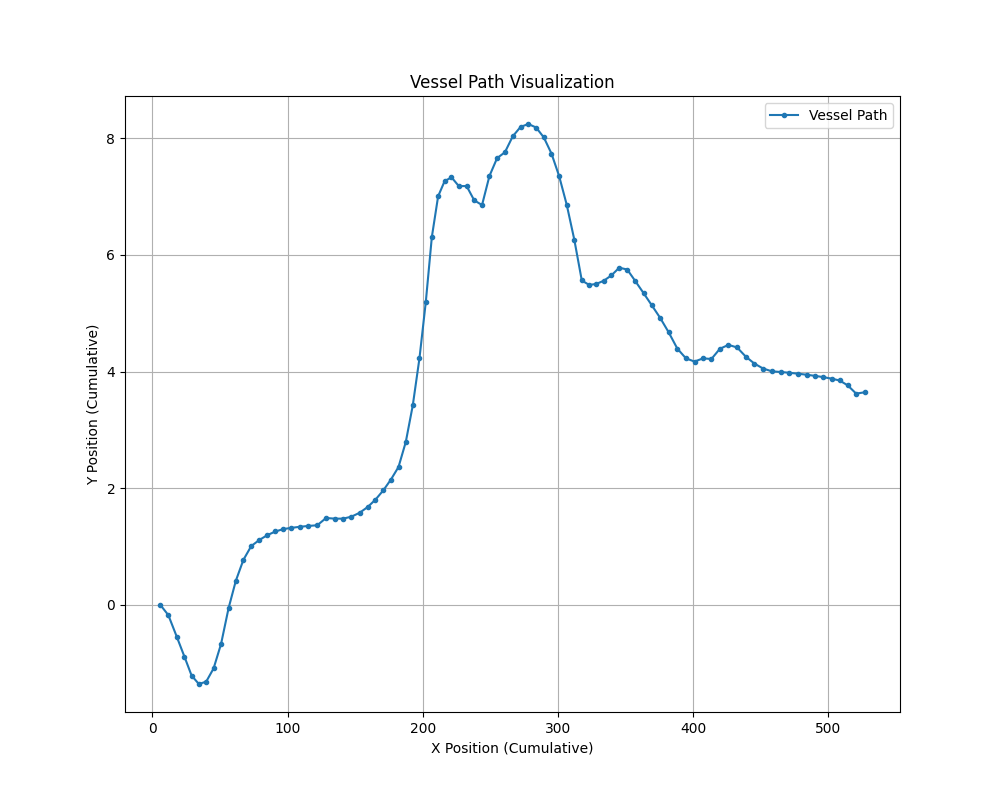 Vessel Path Visualization
Vessel Path
8
6
4
2
0
Y Position (Cumulative)
0 100 200 300 400 500
X Position (Cumulative)